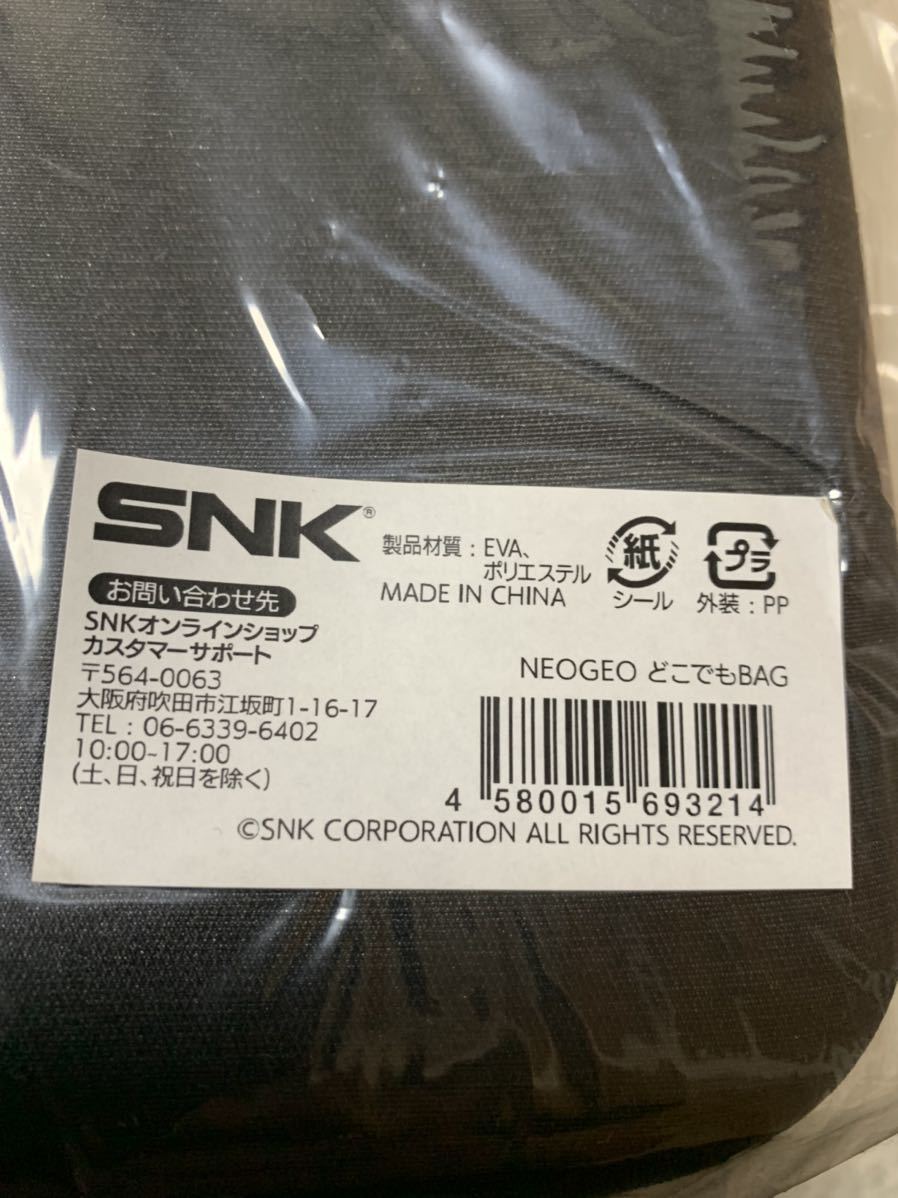 SNK®
お問い合わせ先
SNKオンラインショップ
カスタマーサポート
〒564-0063
大阪府吹田市江坂町1-16-17
TEL：06-6339-6402
10:00~17:00
(土、日、祝日を除く)
製品材質：EVA、
ポリエステル
MADE IN CHINA
紙
シール
プラ
外装：PP
NEOGEO どこでもBAG
4 580015 693214
©SNK CORPORATION ALL RIGHTS RESERVED.